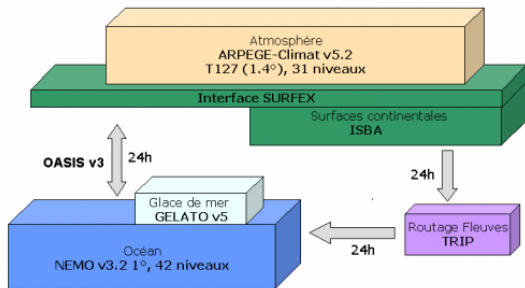 Atmosphère
ARPEGE-Climat v5.2
T127 (1.4°), 31 niveaux
Interface SURFEX
Surfaces continentales
ISBA
OASIS v3
24h
24h
Glace de mer
GELATO v5
Routage Fleuves
TRIP
24h
Océan
NEMO v3.2 1°, 42 niveaux